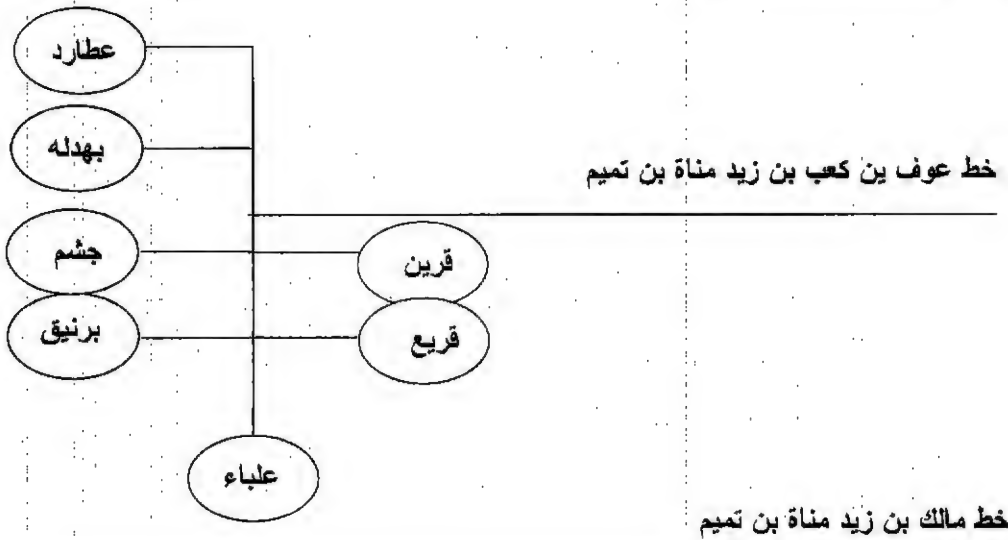 عطارد
بهدله
خط عوف ين كعب بن زيد مناة بن تميم
قرين
جشم
قريع
برنيق
علباء
خط مالك بن زيد مناة بن تميم